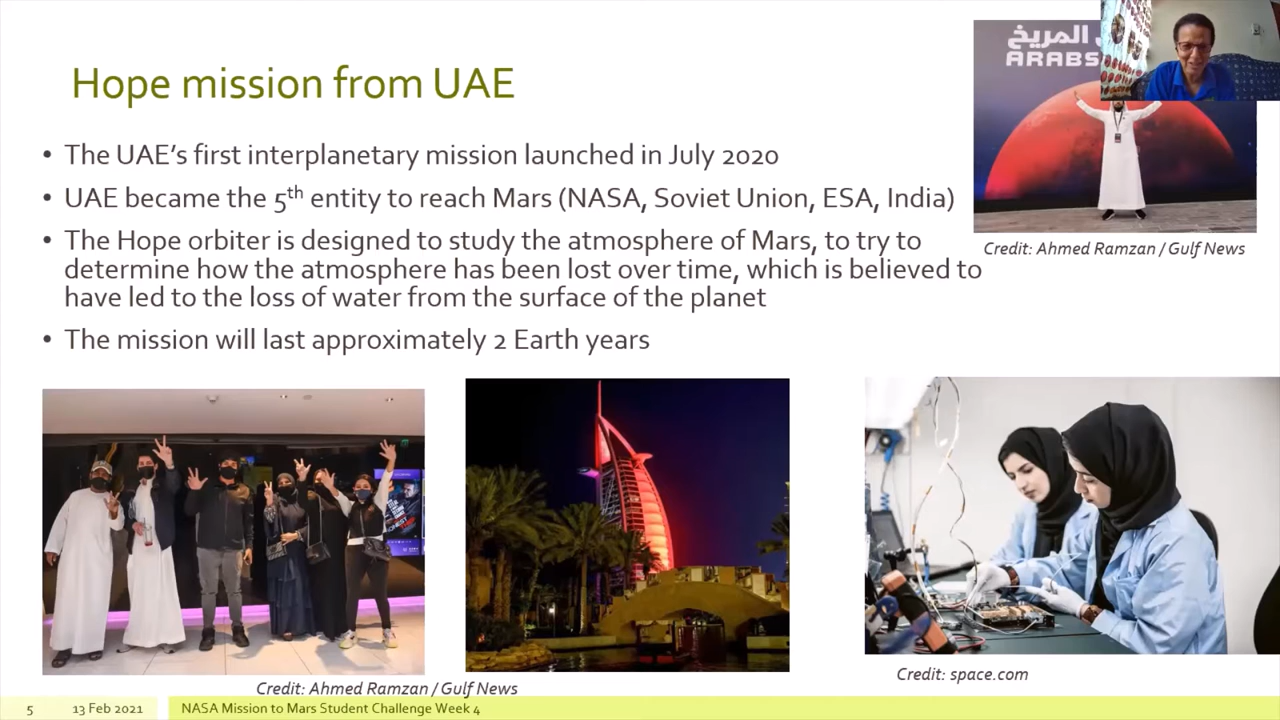 Hope mission from UAE
• The UAE's first interplanetary mission launched in July 2020
• UAE became the 5th entity to reach Mars (NASA, Soviet Union, ESA, India)
• The Hope orbiter is designed to study the atmosphere of Mars, to try to
determine how the atmosphere has been lost over time, which is believed to
have led to the loss of water from the surface of the planet
• The mission will last approximately 2 Earth years
المريخ
ARABS
Credit: Ahmed Ramzan / Gulf News
Credit: Ahmed Ramzan / Gulf News
Credit: space.com
5 13 Feb 2021 NASA Mission to Mars Student Challenge Week 4